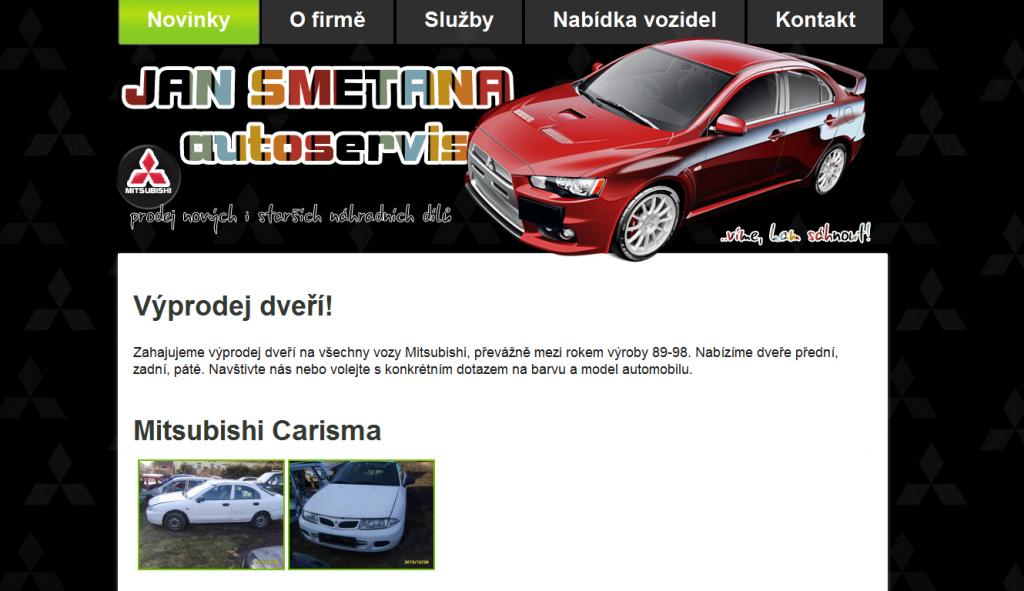 Novinky
O firmě
Služby
Nabídka vozidel
Kontakt
JAN SMETANA
autoservis
MITSUBISHI
prodej nových i starších náhradních dílů
..víme, kam sáhnout!
Výprodej dveří!
Zahajujeme výprodej dveří na všechny vozy Mitsubishi, převážně mezi rokem výroby 89-98. Nabízíme dveře přední,
zadní, páté. Navštivte nás nebo volejte s konkrétním dotazem na barvu a model automobilu.
Mitsubishi Carisma